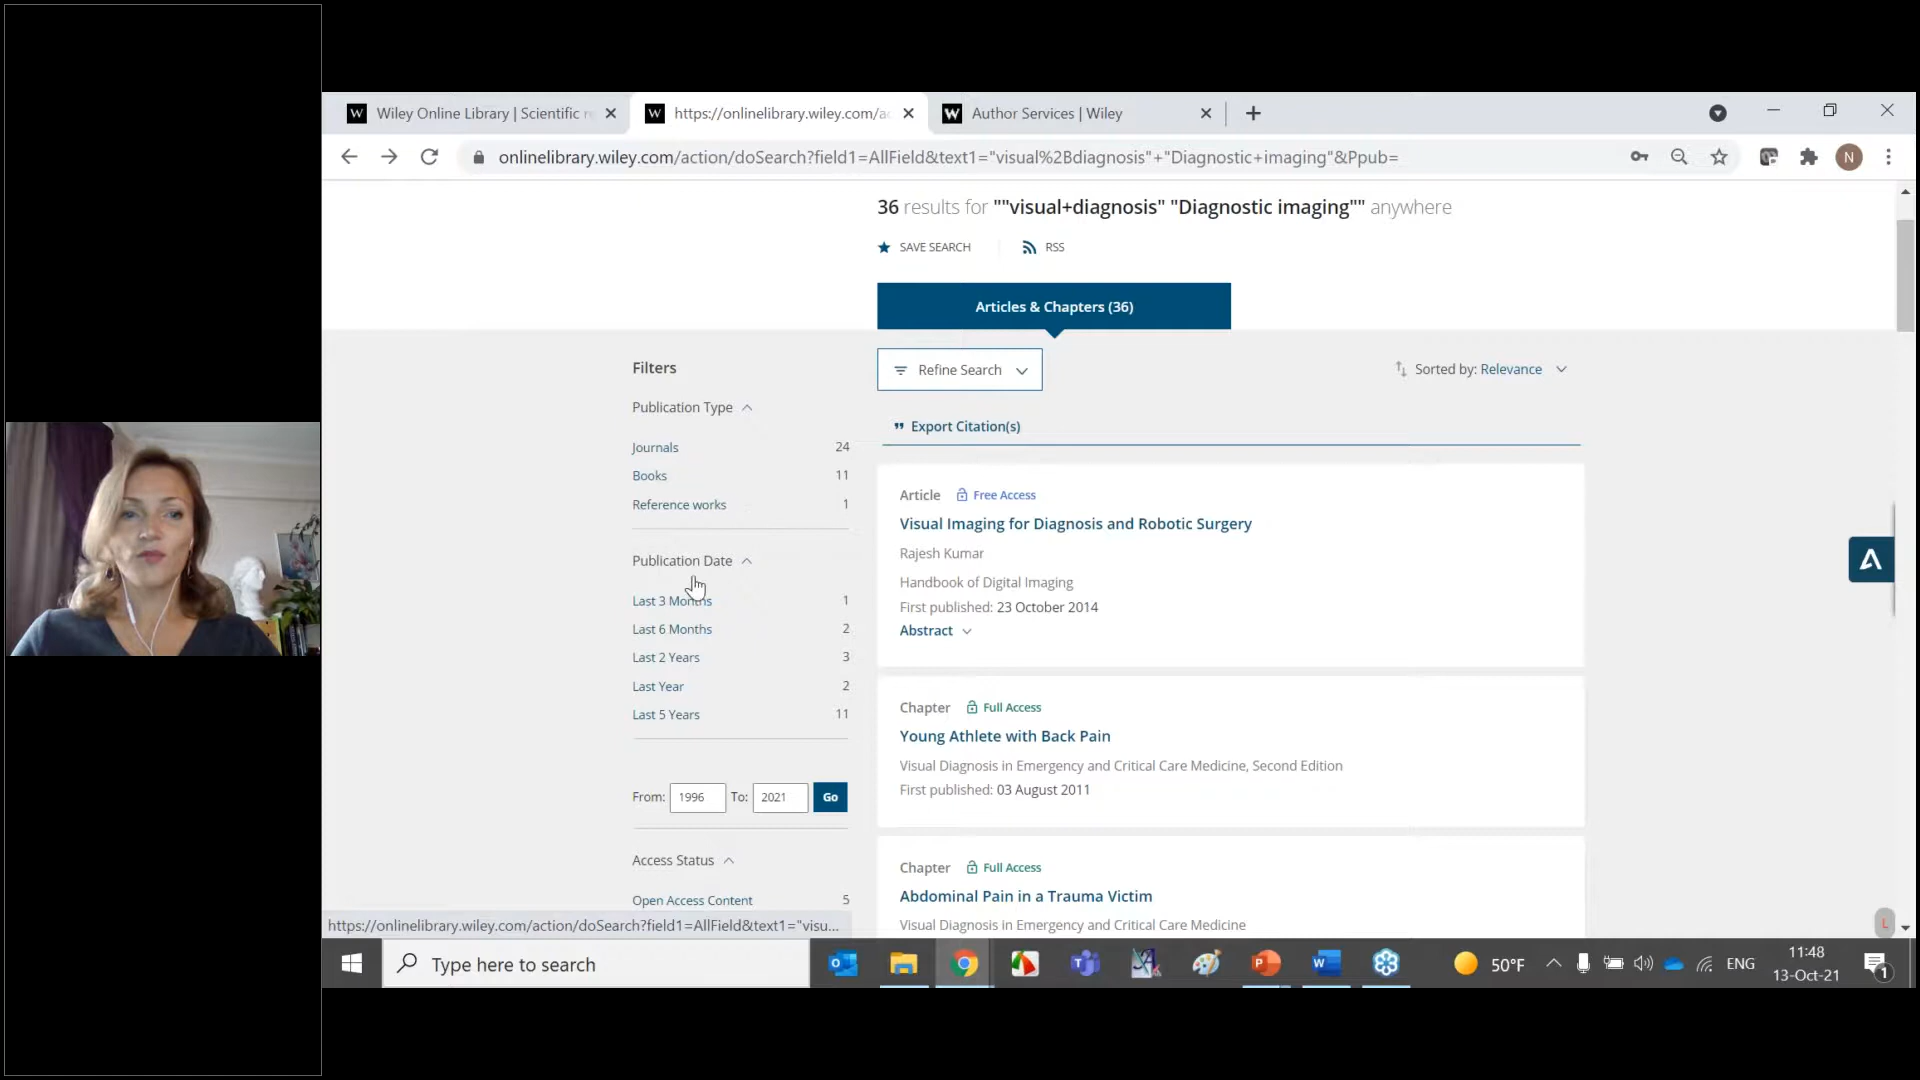 Wiley Online Library | Scientific re
https://onlinelibrary.wiley.com/ac
Author Services | Wiley
onlinelibrary.wiley.com/action/doSearch?field1=AllField&text1="visual%2Bdiagnosis"+"Diagnostic+imaging"&Ppub=
N
36 results for ""visual+diagnosis" "Diagnostic imaging"" anywhere
SAVE SEARCH
RSS
Articles & Chapters (36)
Filters
Refine Search
Sorted by: Relevance
Publication Type
Export Citation(s)
Journals 24
Books 11
Reference works 1
Publication Date
Last 3 Months 1
Last 6 Months 2
Last 2 Years 3
Last Year 2
Last 5 Years 11
From: 1996 To: 2021 Go
Access Status
Open Access Content 5
Article Free Access
Visual Imaging for Diagnosis and Robotic Surgery
Rajesh Kumar
Handbook of Digital Imaging
First published: 23 October 2014
Abstract
Chapter Full Access
Young Athlete with Back Pain
Visual Diagnosis in Emergency and Critical Care Medicine, Second Edition
First published: 03 August 2011
Chapter Full Access
Abdominal Pain in a Trauma Victim
Visual Diagnosis in Emergency and Critical Care Medicine
L
https://onlinelibrary.wiley.com/action/doSearch?field1=AllField&text1="visu...
Type here to search
50°F
ENG
11:48
13-Oct-21
1